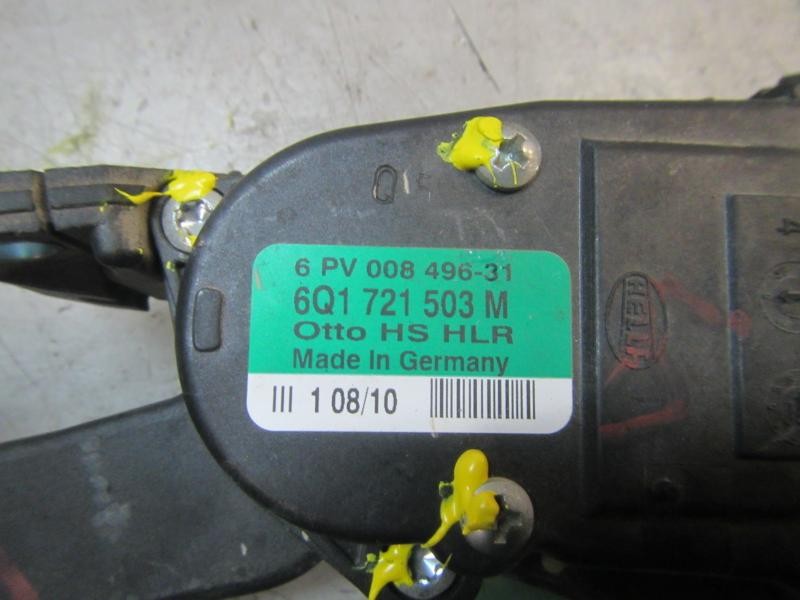 6 PV 008 496-31
6Q1 721 503 M
Otto HS HLR
Made In Germany
III 1 08/10
HELLA
4